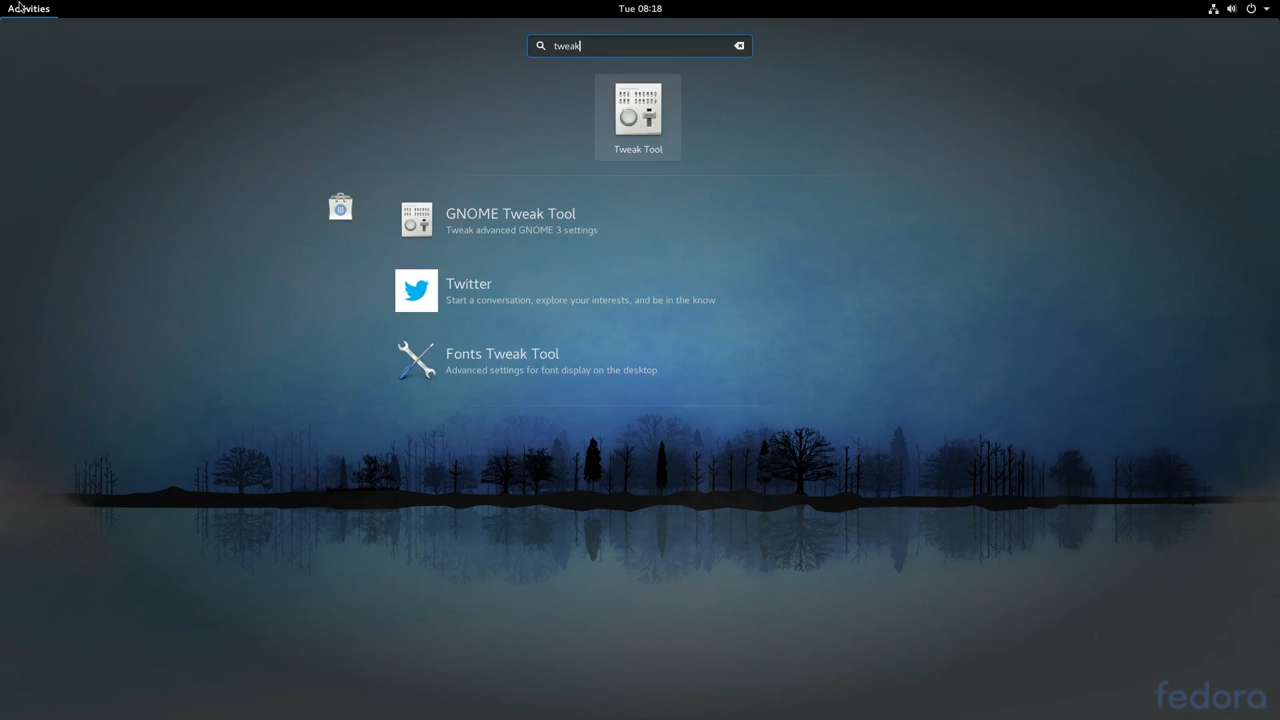 Activities
Tue 08:18
tweak
Tweak Tool
GNOME Tweak Tool
Tweak advanced GNOME 3 settings
Twitter
Start a conversation, explore your interests, and be in the know
Fonts Tweak Tool
Advanced settings for font display on the desktop
fedora